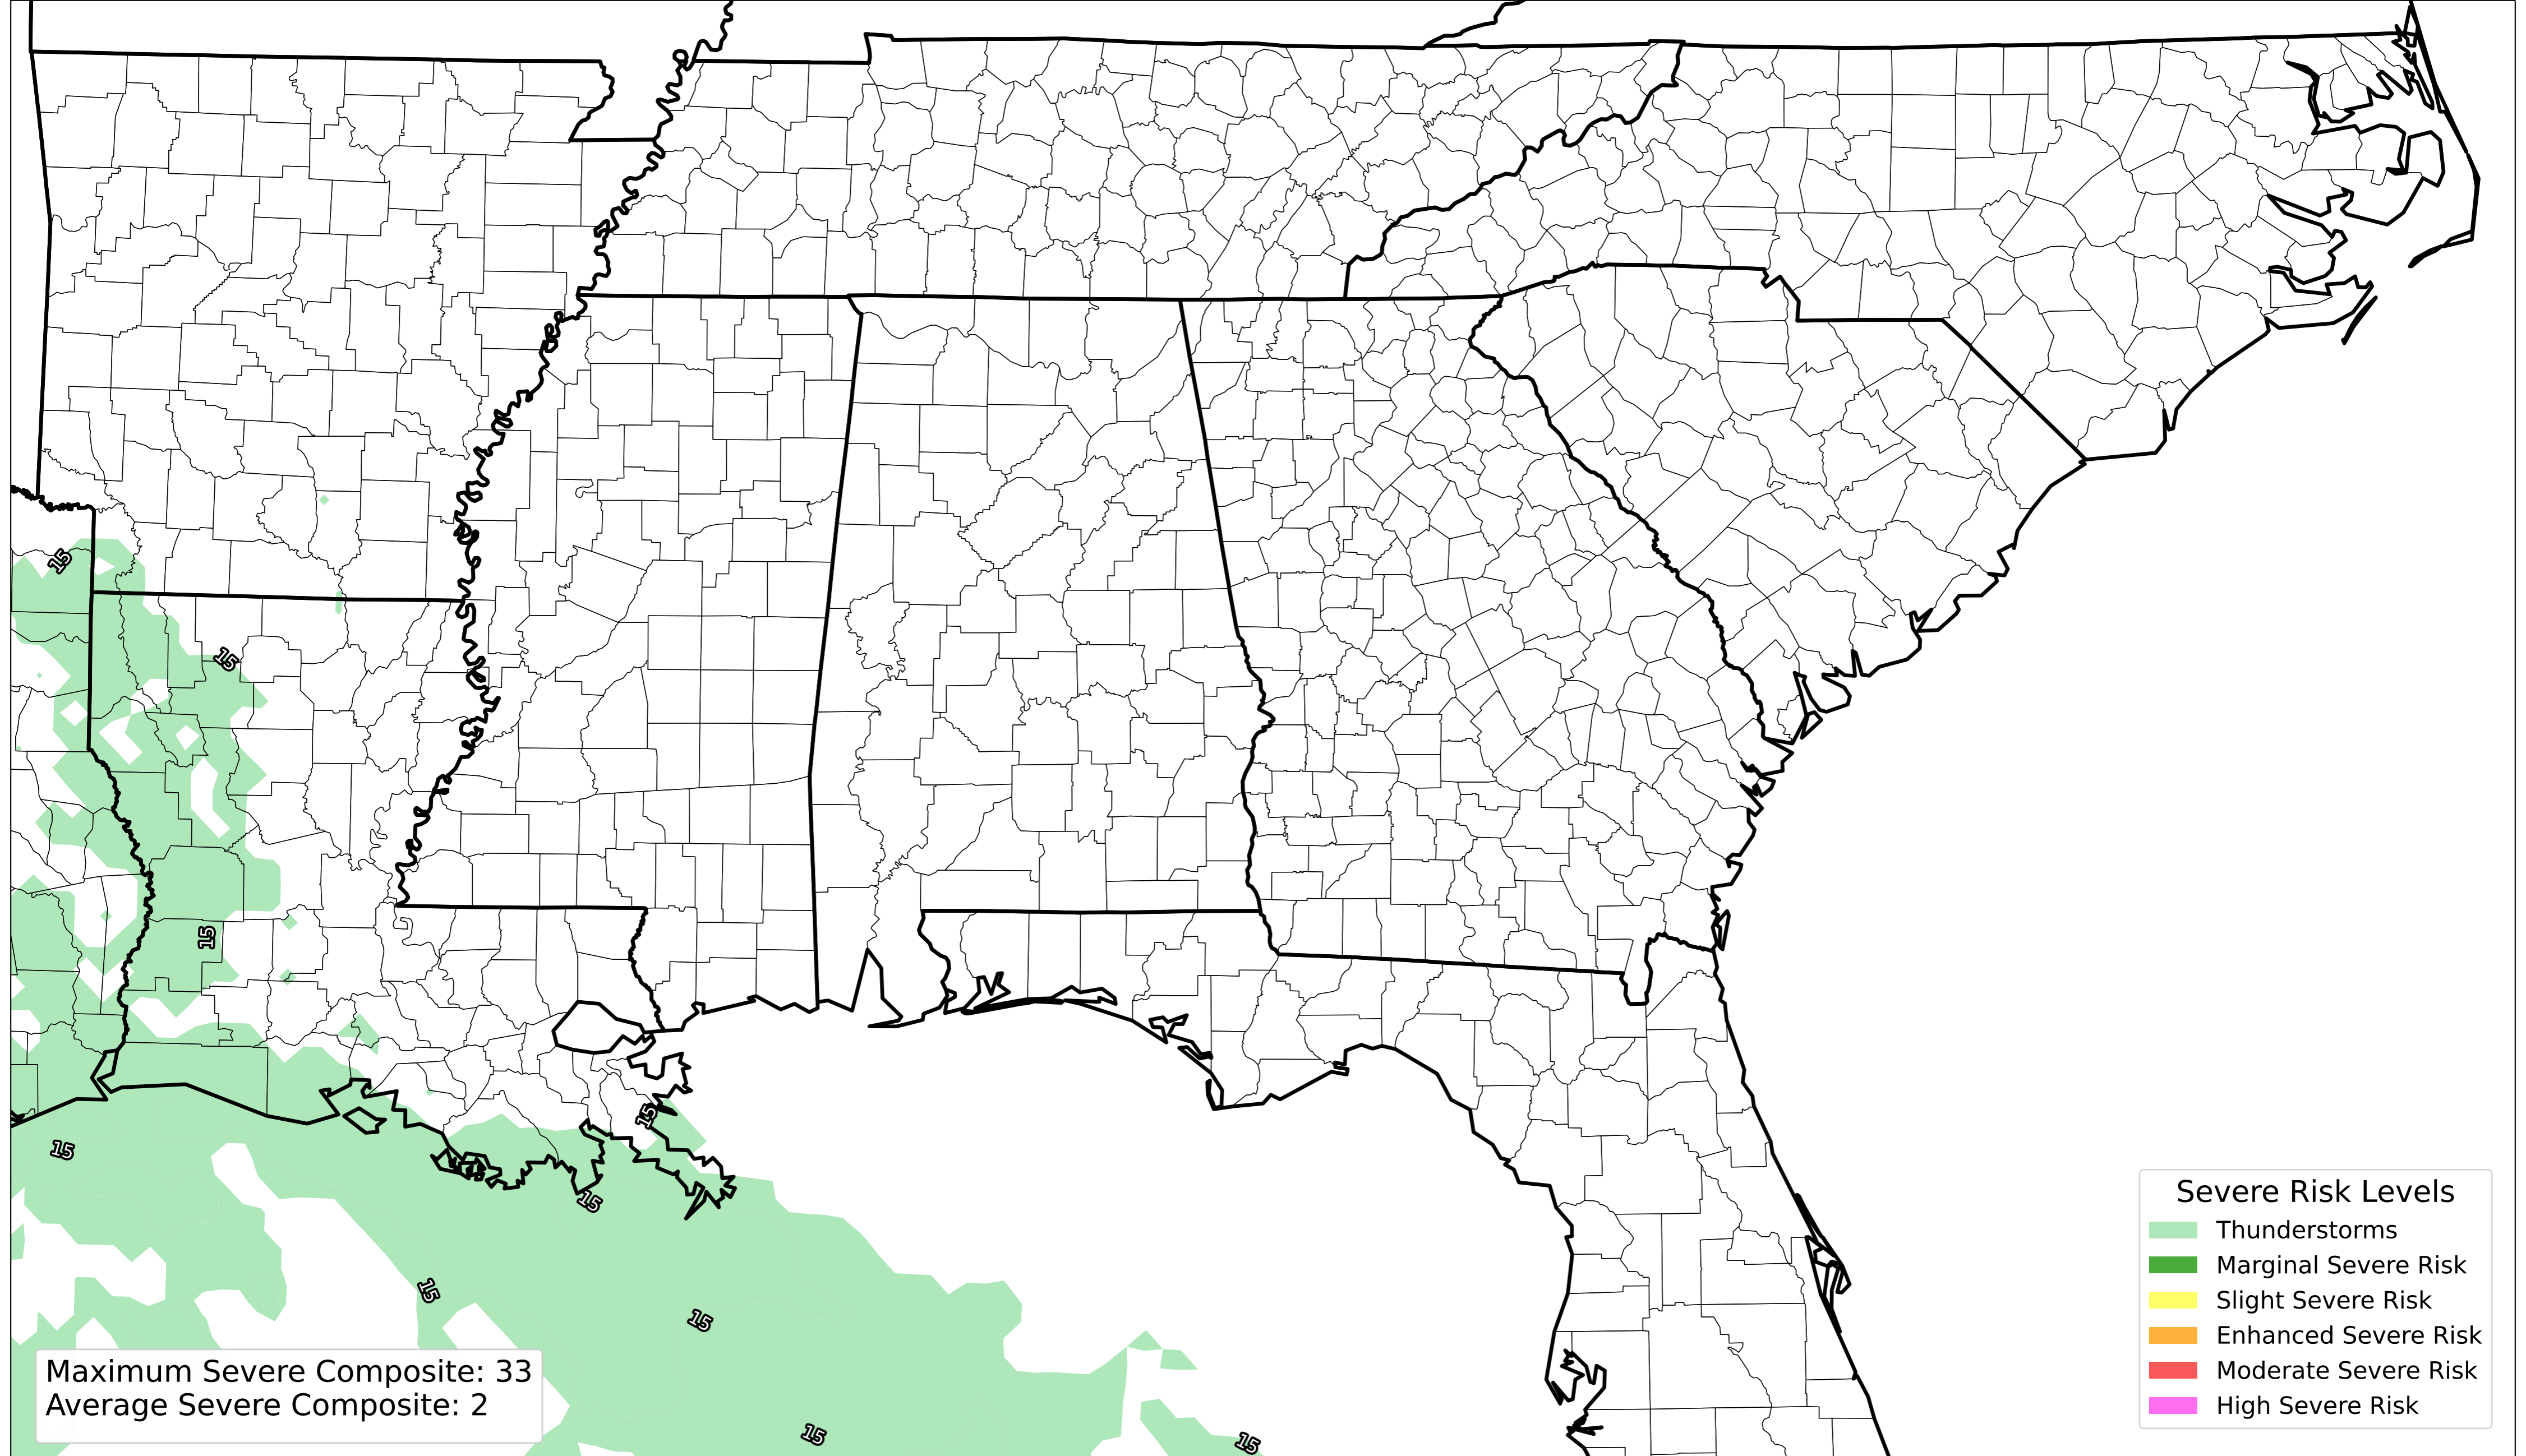 15
15
15
15
15
15
15
15
15
15
Maximum Severe Composite: 33
Average Severe Composite: 2
Severe Risk Levels
Thunderstorms
Marginal Severe Risk
Slight Severe Risk
Enhanced Severe Risk
Moderate Severe Risk
High Severe Risk